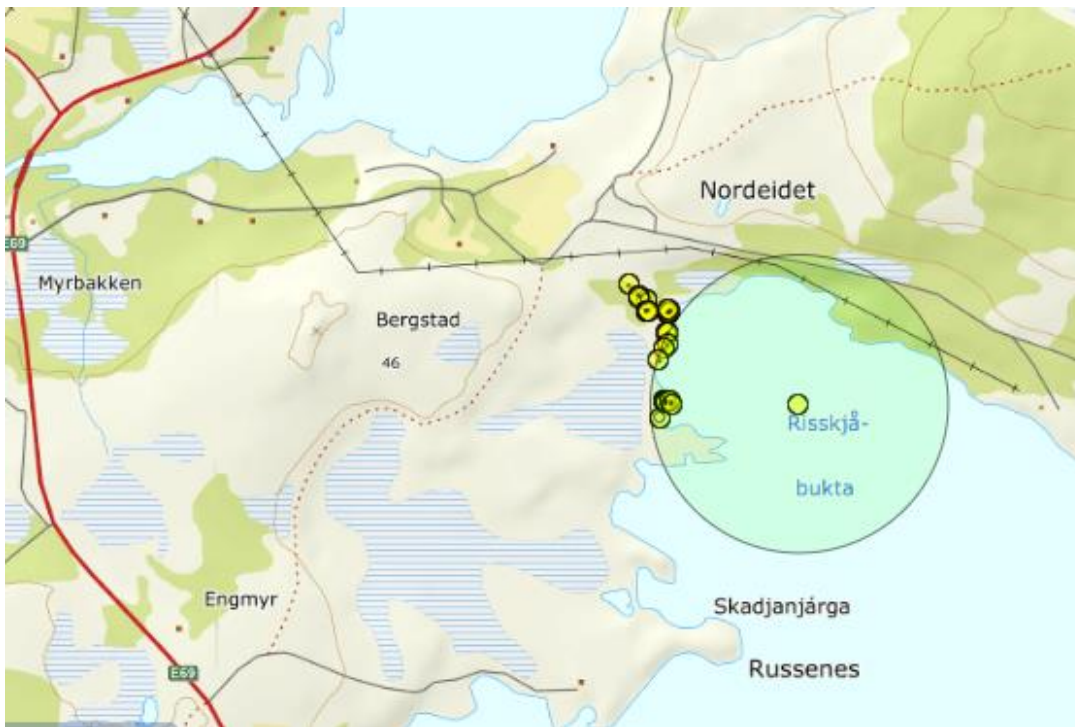 Nordeidet
E69
Myrbakken
Bergstad
46
Risskjå-
bukta
Engmyr
Skadjanjárga
Russenes
E69